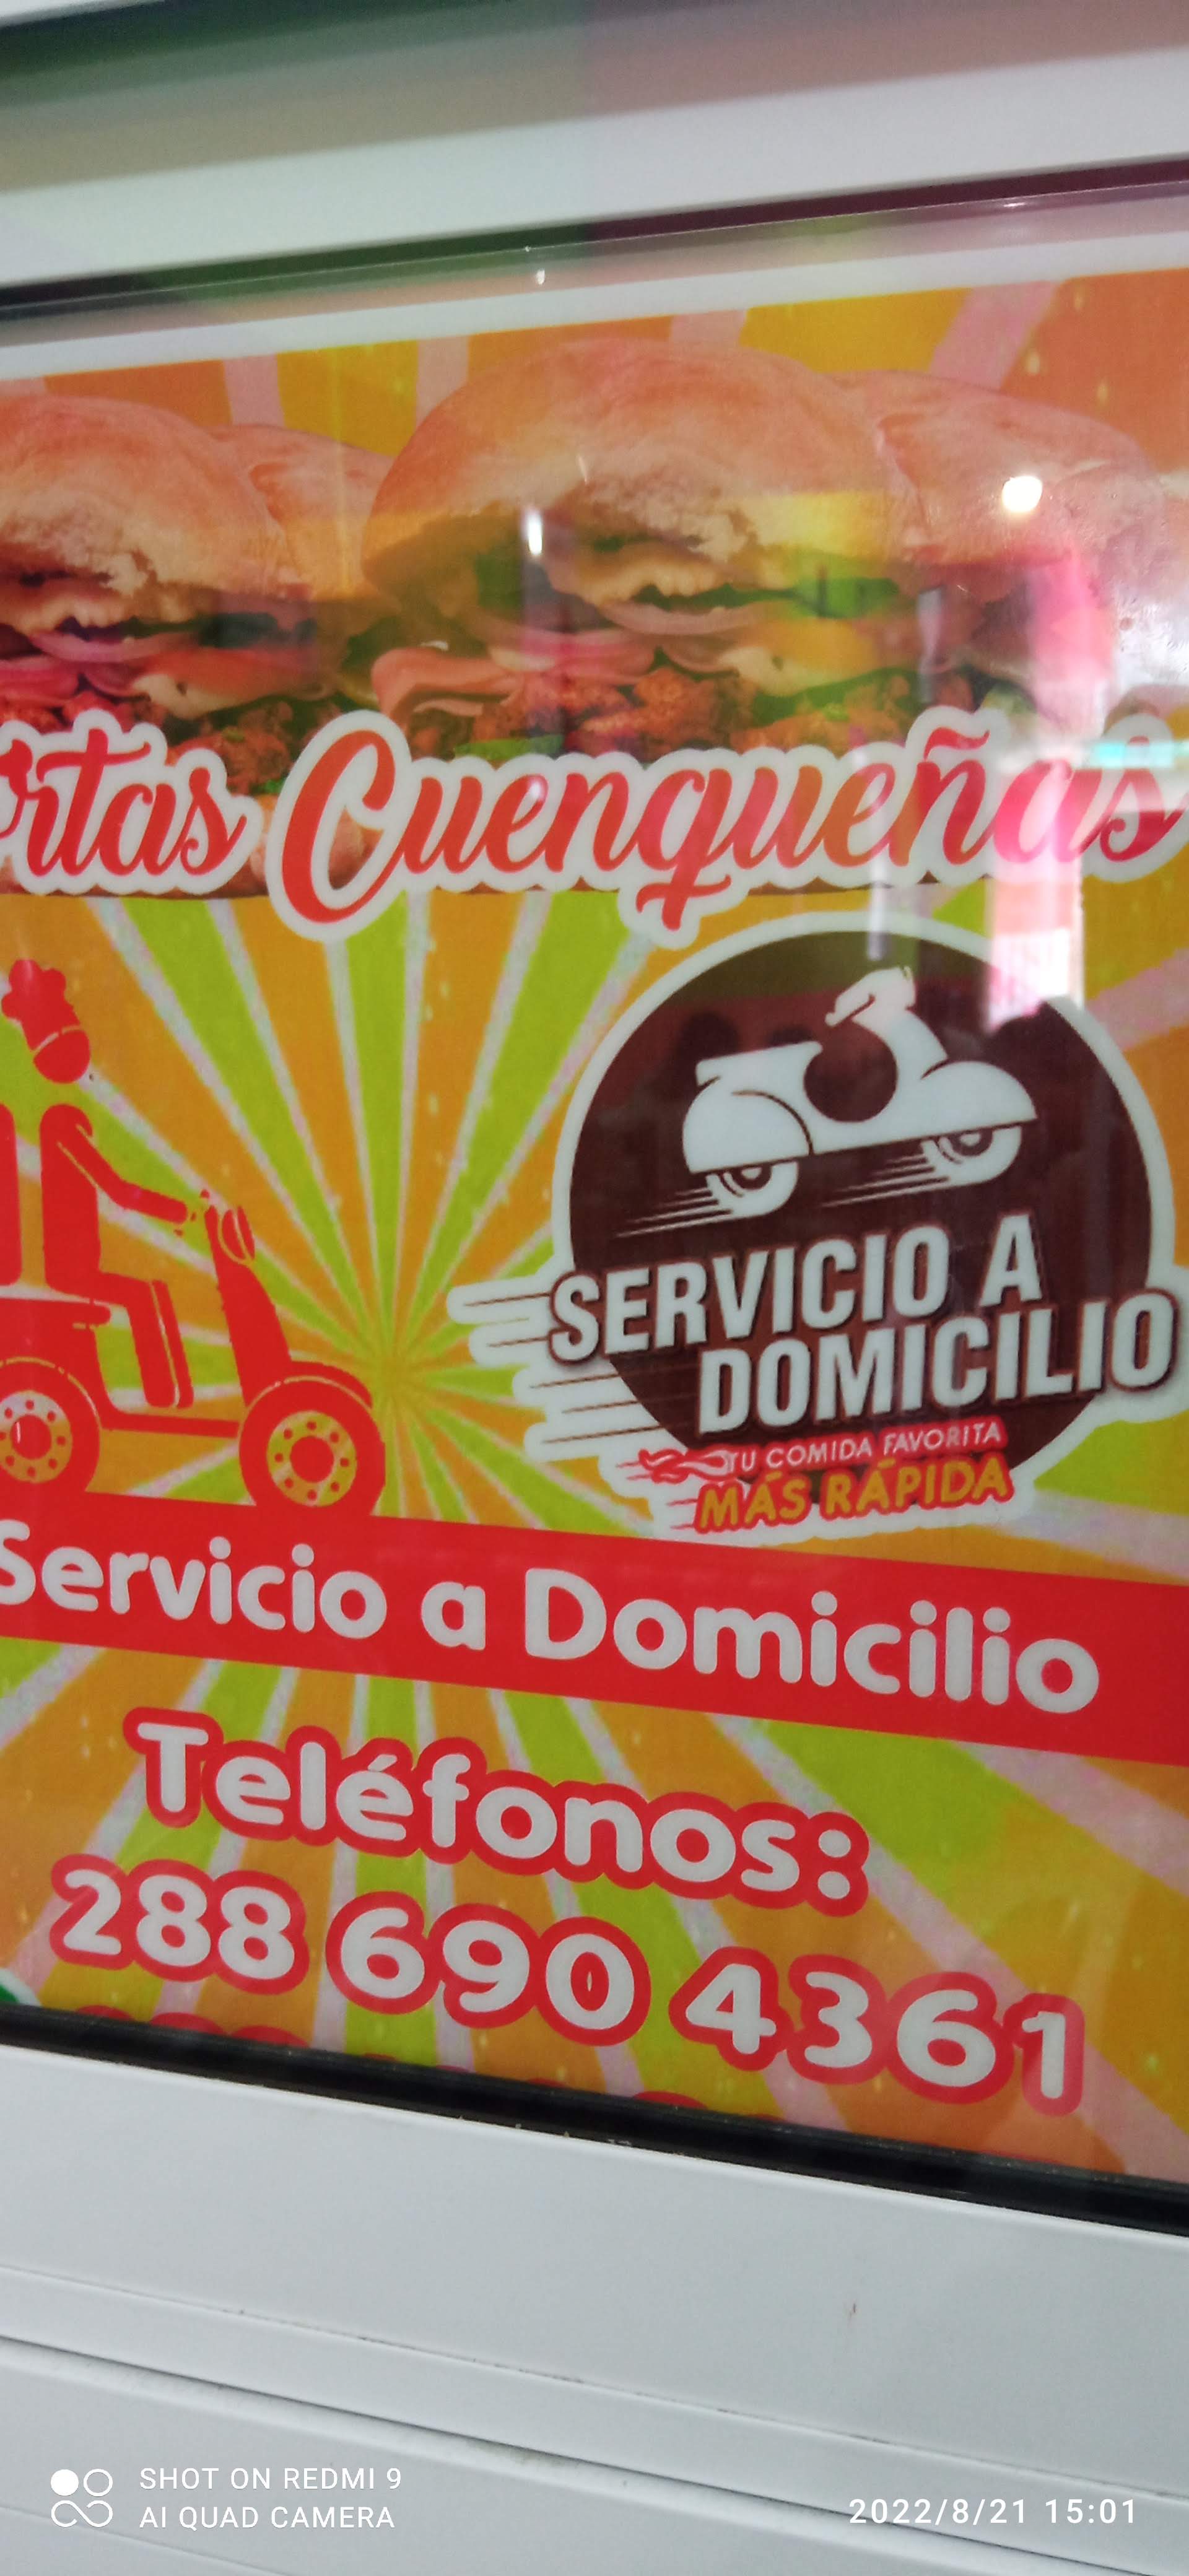 rtas Cuenqueñas
SERVICIO A
DOMICILIO
TU COMIDA FAVORITA
MÁS RÁPIDA
Servicio a Domicilio
Teléfonos:
288 690 4361
SHOT ON REDMI 9
AI QUAD CAMERA
2022/8/21 15:01